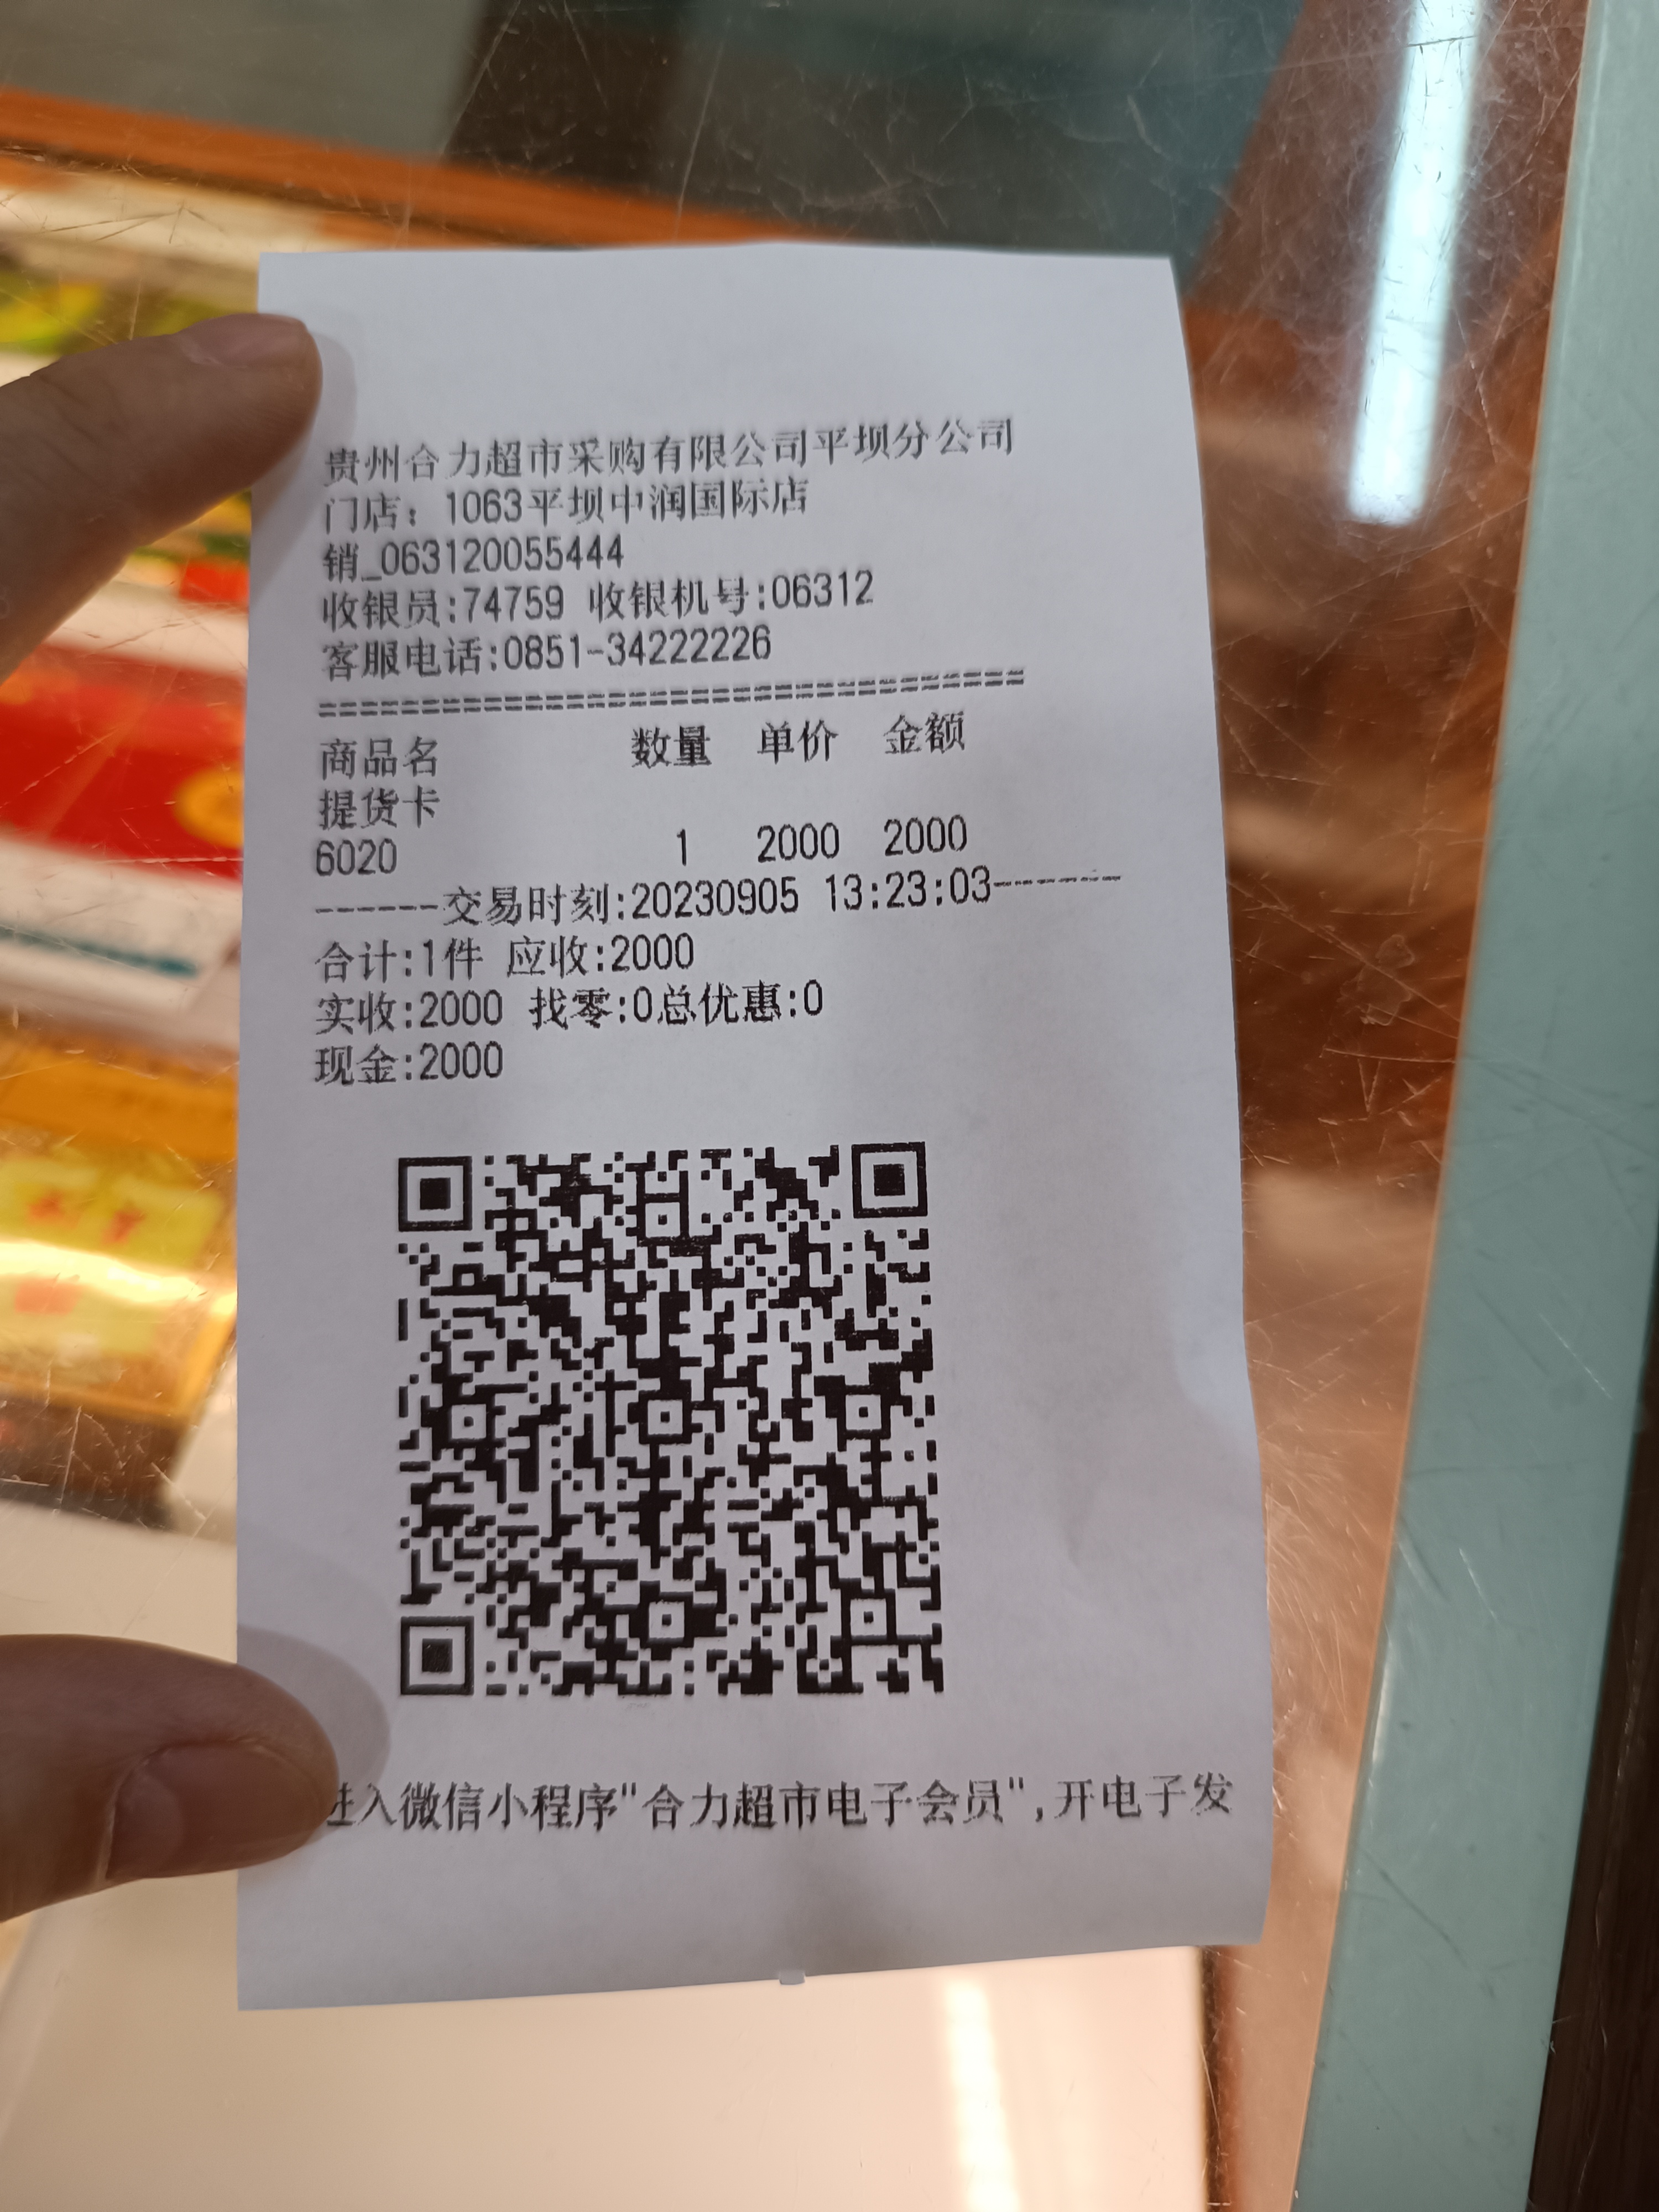 贵州合力超市采购有限公司平坝分公司
门店：1063平坝中润国际店
销_063120055444
收银员:74759 收银机号:06312
客服电话:0851-34222226
==================================
商品名 数量 单价 金额
提货卡
6020 1 2000 2000
------交易时刻:20230905 13:23:03------
合计:1件 应收:2000
实收:2000 找零:0总优惠:0
现金:2000
进入微信小程序"合力超市电子会员",开电子发